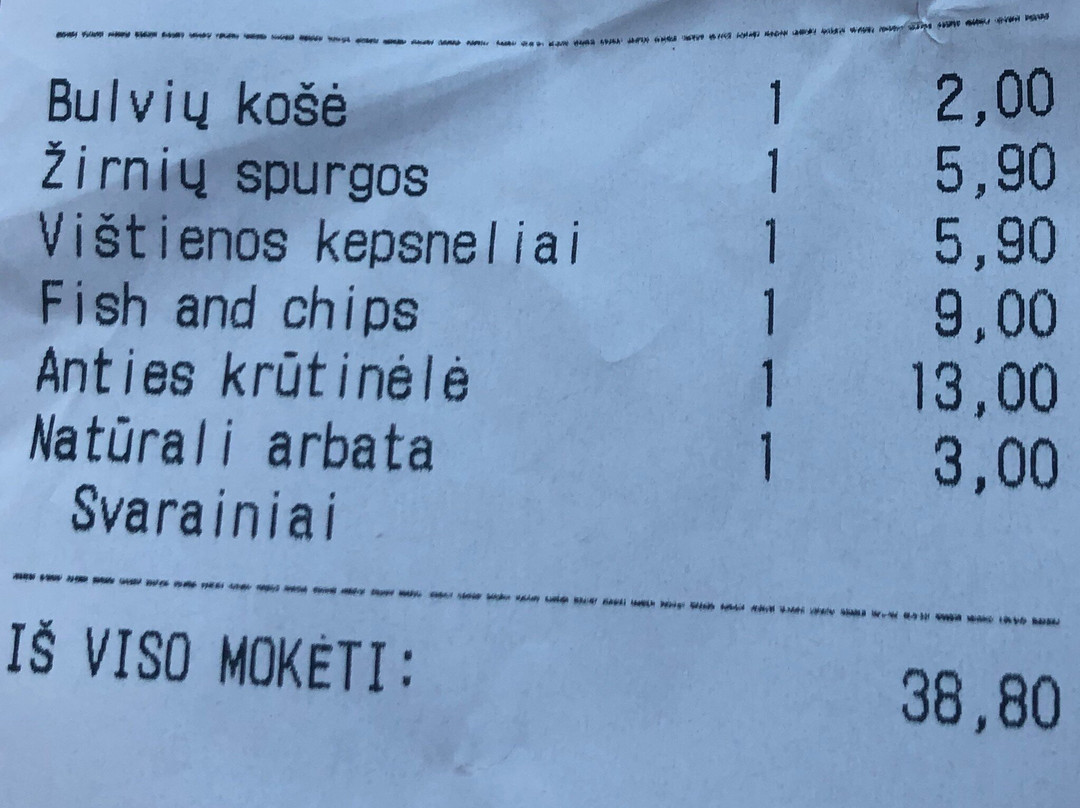 Bulvių košė 1 2,00
Žirnių spurgos 1 5,90
Vištienos kepsneliai 1 5,90
Fish and chips 1 9,00
Anties krūtinėlė 1 13,00
Natūrali arbata 1 3,00
Svarainiai
IŠ VISO MOKĖTI: 38,80